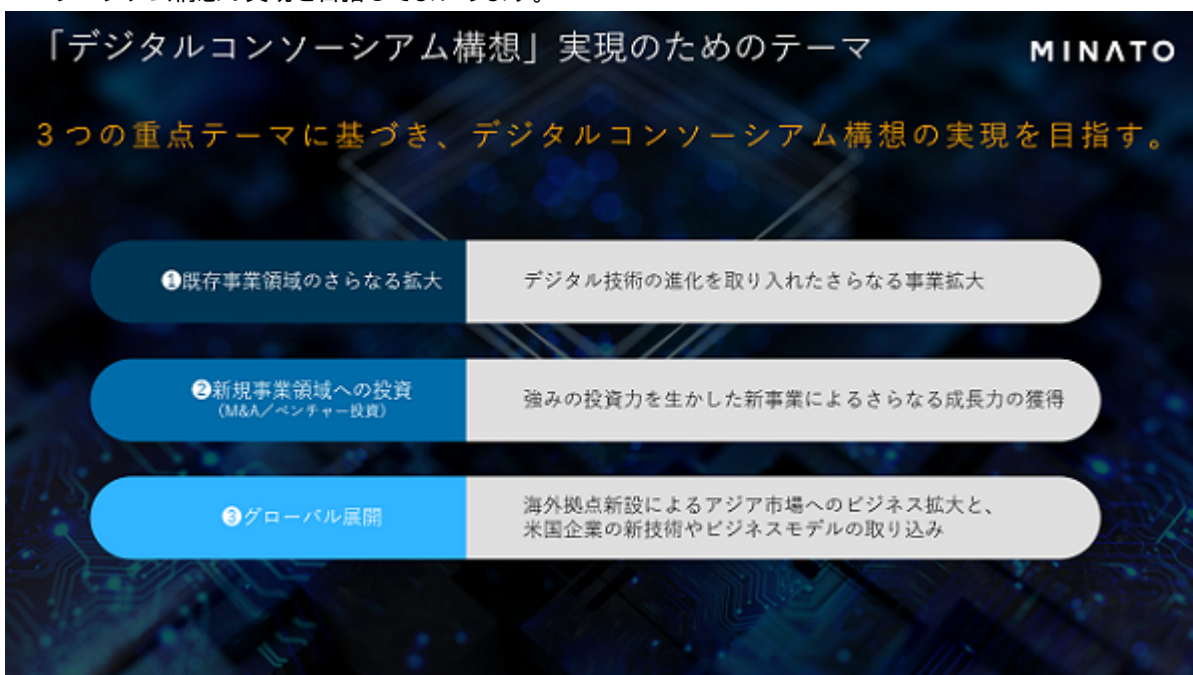 「デジタルコンソーシアム構想」実現のためのテーマ
MINATO
3つの重点テーマに基づき、デジタルコンソーシアム構想の実現を目指す。
❶既存事業領域のさらなる拡大
デジタル技術の進化を取り入れたさらなる事業拡大
❷新規事業領域への投資
(M&A/ベンチャー投資)
強みの投資力を生かした新事業によるさらなる成長力の獲得
❸グローバル展開
海外拠点新設によるアジア市場へのビジネス拡大と、
米国企業の新技術やビジネスモデルの取り込み